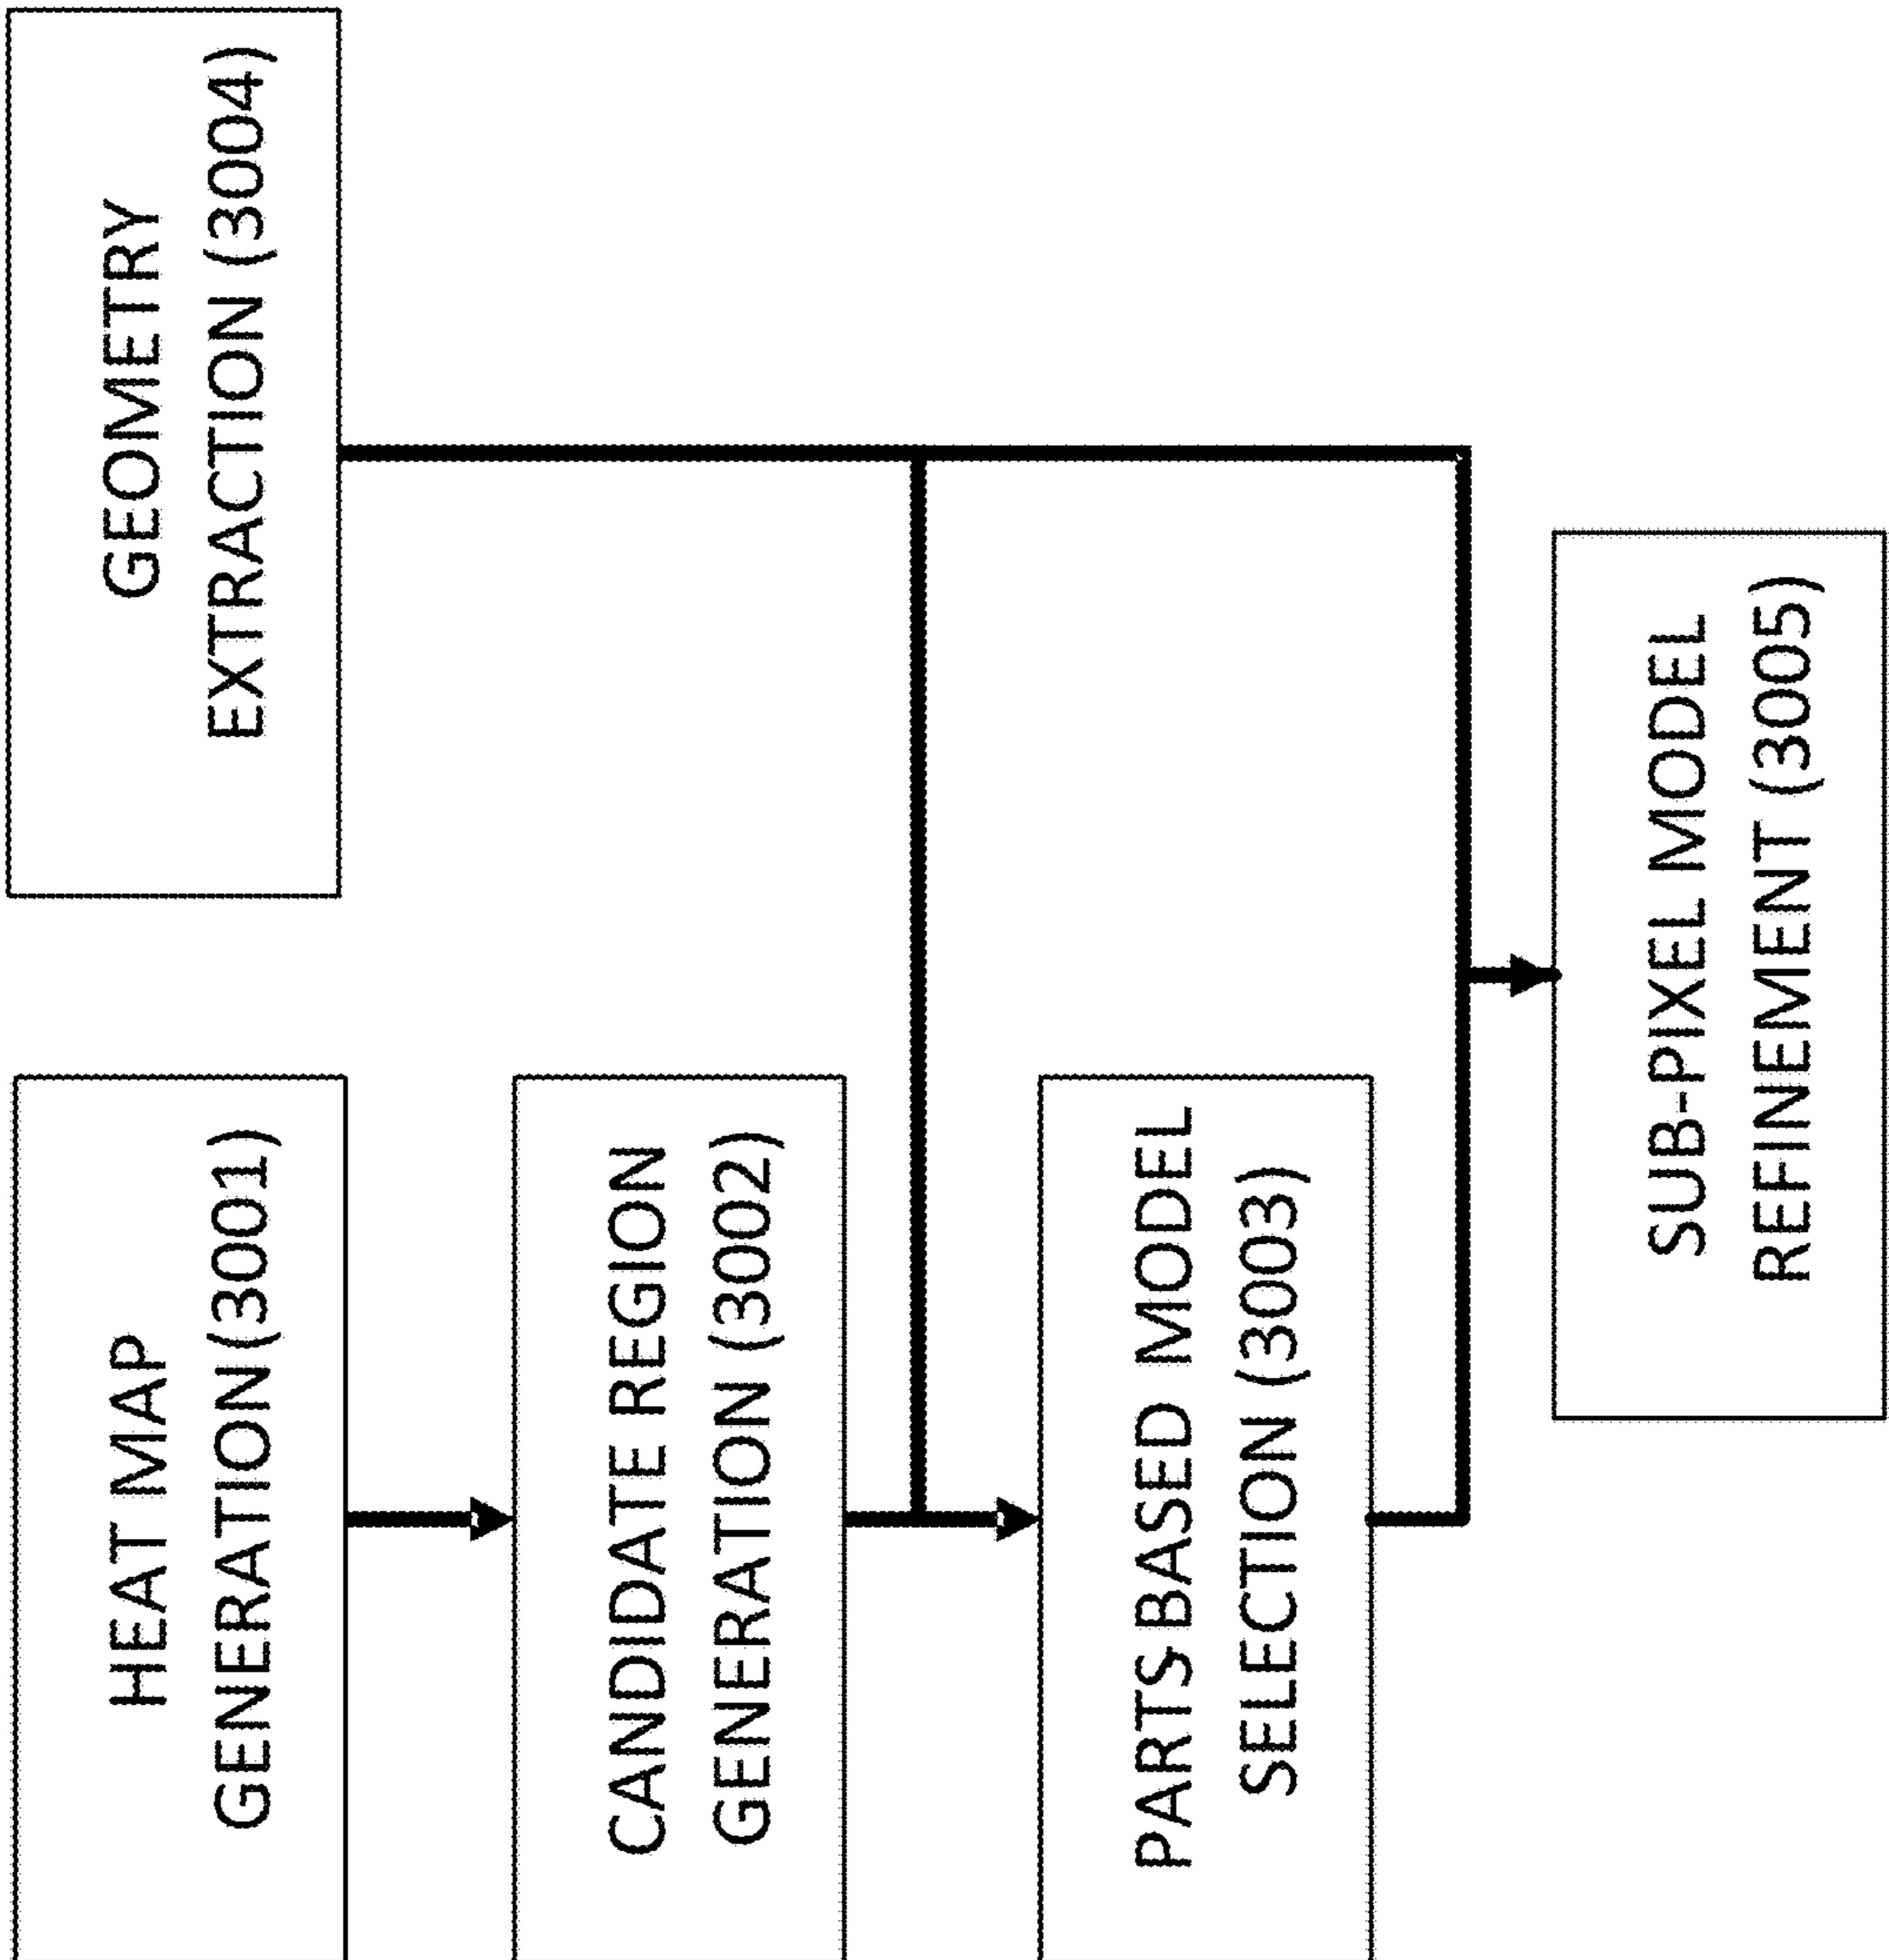 HEAT MAP
GENERATION (3001)
CANDIDATE REGION
GENERATION (3002)
PARTS BASED MODEL
SELECTION (3003)
GEOMETRY
EXTRACTION (3004)
SUB-PIXEL MODEL
REFINEMENT (3005)